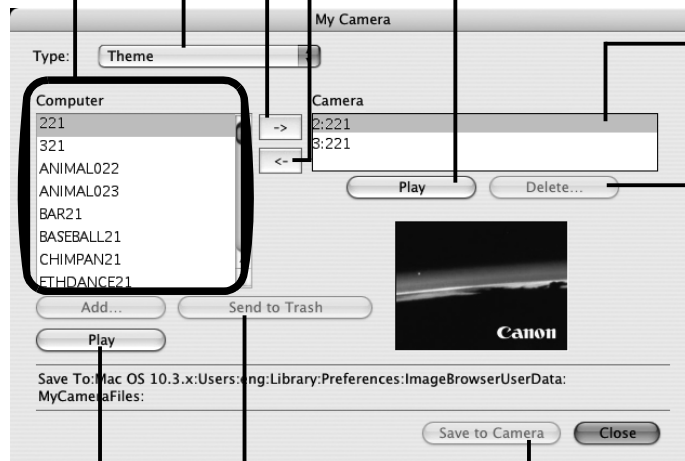 My Camera
Type: Theme
Computer
221
321
ANIMAL022
ANIMAL023
BAR21
BASEBALL21
CHIMPAN21
ETHDANCE21
->
<-
Camera
2:221
3:221
Play
Delete...
Add...
Send to Trash
Play
Canon
Save To:Mac OS 10.3.x:Users:eng:Library:Preferences:ImageBrowserUserData:
MyCameraFiles:
Save to Camera
Close